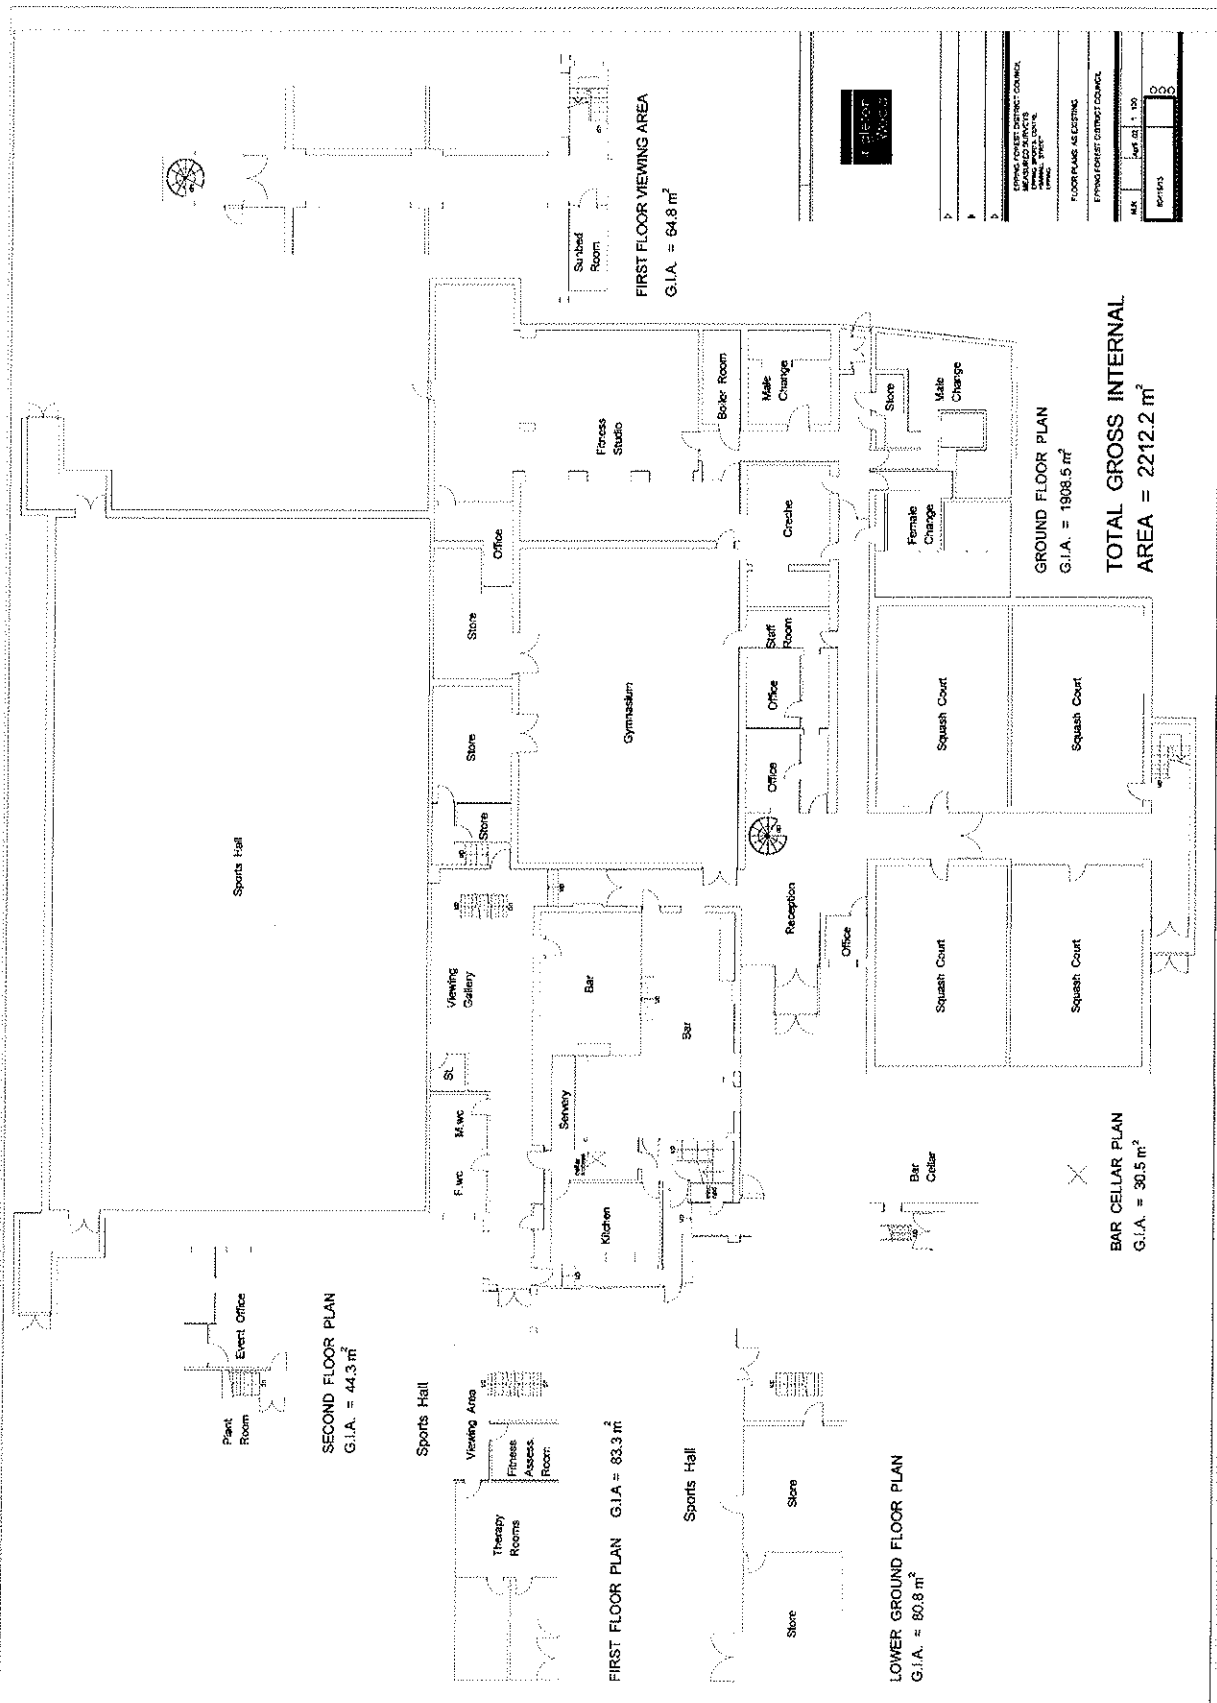 Sports Hall
Store
Store
Store
Office
Viewing
Gallery
St.
M.wc
F.wc
Fitness
Studio
Gymnasium
Boiler Room
Male
Change
Creche
Staff
Room
Office
Office
Reception
Office
Bar
Bar
Servery
Kitchen
Store
Male
Change
Female
Change
Squash Court
Squash Court
Squash Court
Squash Court
GROUND FLOOR PLAN
G.I.A. = 1908.5 m²
TOTAL GROSS INTERNAL
AREA = 2212.2 m²
Sunbed
Room
FIRST FLOOR VIEWING AREA
G.I.A. = 64.8 m²
Plant
Room
Event Office
SECOND FLOOR PLAN
G.I.A. = 44.3 m²
Sports Hall
Viewing Area
Fitness
Assess.
Room
Therapy
Rooms
FIRST FLOOR PLAN G.I.A = 83.3 m²
Sports Hall
Store
Store
LOWER GROUND FLOOR PLAN
G.I.A. = 80.8 m²
Bar
Cellar
BAR CELLAR PLAN
G.I.A. = 30.5 m²
EPPING FOREST DISTRICT COUNCIL
MEASURED SURVEYS
EPPING SPORTS CENTRE
EPPING
FLOOR PLANS AS EXISTING
EPPING FOREST DISTRICT COUNCIL